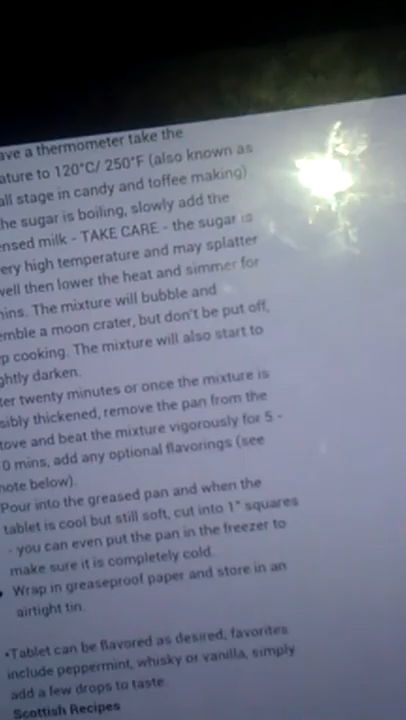 ave a thermometer take the
ature to 120°C/ 250°F (also known as
all stage in candy and toffee making)
he sugar is boiling, slowly add the
ensed milk - TAKE CARE - the sugar is
ery high temperature and may splatter
well then lower the heat and simmer for
mins. The mixture will bubble and
emble a moon crater, but don't be put off,
p cooking. The mixture will also start to
ghtly darken.
ter twenty minutes or once the mixture is
sibly thickened, remove the pan from the
tove and beat the mixture vigorously for 5 -
0 mins, add any optional flavorings (see
note below).
Pour into the greased pan and when the
tablet is cool but still soft, cut into 1" squares
- you can even put the pan in the freezer to
make sure it is completely cold.
Wrap in greaseproof paper and store in an
airtight tin.
*Tablet can be flavored as desired, favorites
include peppermint, whisky or vanilla, simply
add a few drops to taste.
Scottish Recipes